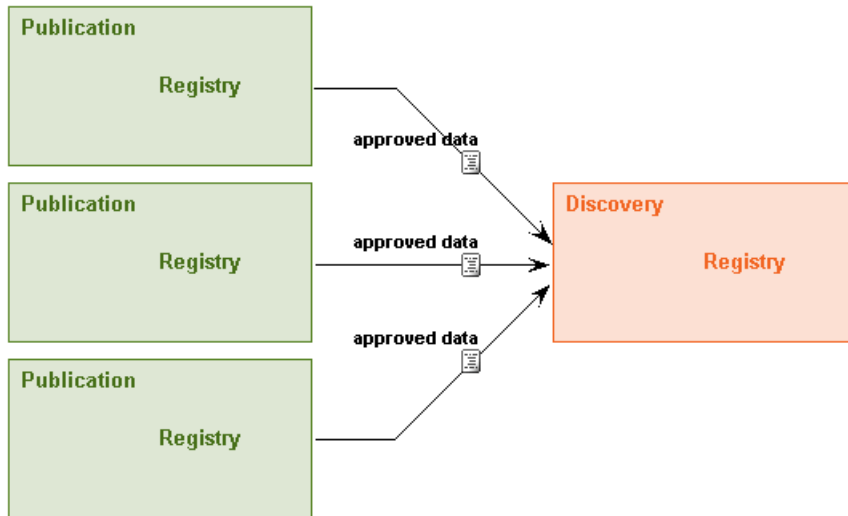 Publication
Registry
approved data
Publication
Registry
approved data
Discovery
Registry
approved data
Publication
Registry